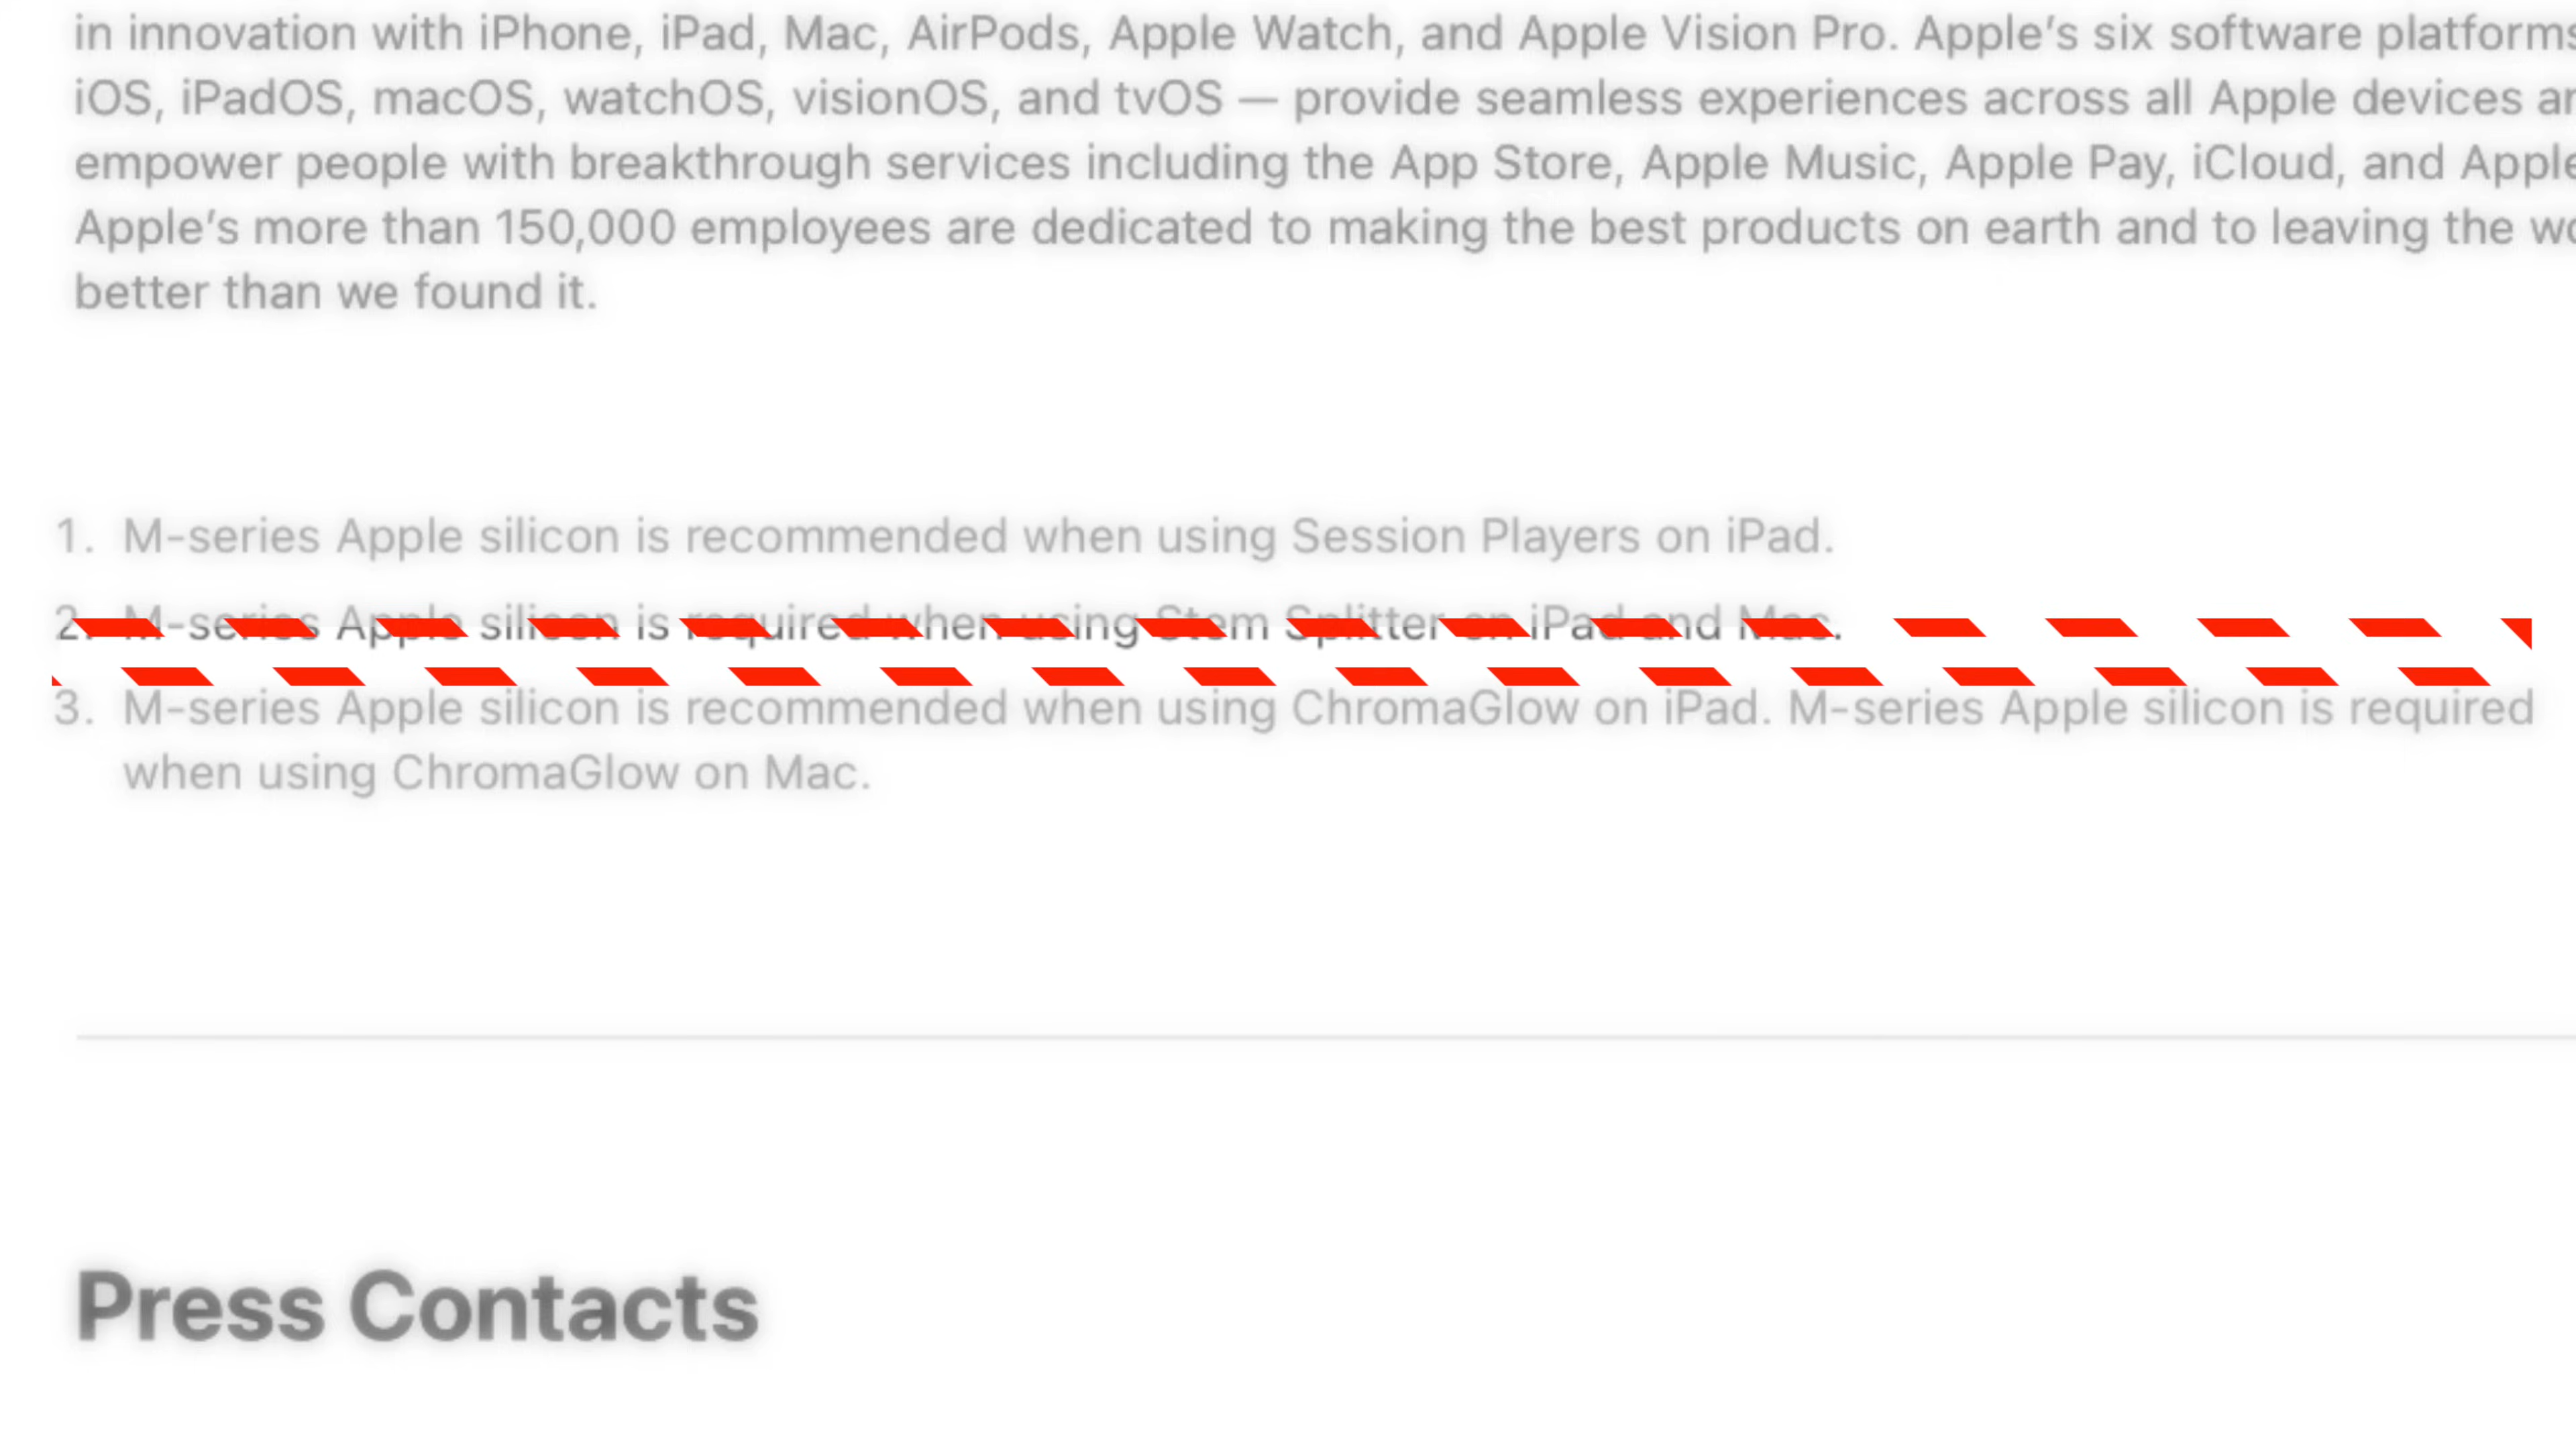 in innovation with iPhone, iPad, Mac, AirPods, Apple Watch, and Apple Vision Pro. Apple’s six software platforms
iOS, iPadOS, macOS, watchOS, visionOS, and tvOS — provide seamless experiences across all Apple devices
empower people with breakthrough services including the App Store, Apple Music, Apple Pay, iCloud, and Apple
Apple’s more than 150,000 employees are dedicated to making the best products on earth and to leaving the
better than we found it.
1. M-series Apple silicon is recommended when using Session Players on iPad.
2. M-series Apple silicon is required when using Stem Splitter on iPad and Mac.
3. M-series Apple silicon is recommended when using ChromaGlow on iPad. M-series Apple silicon is required
when using ChromaGlow on Mac.
Press Contacts